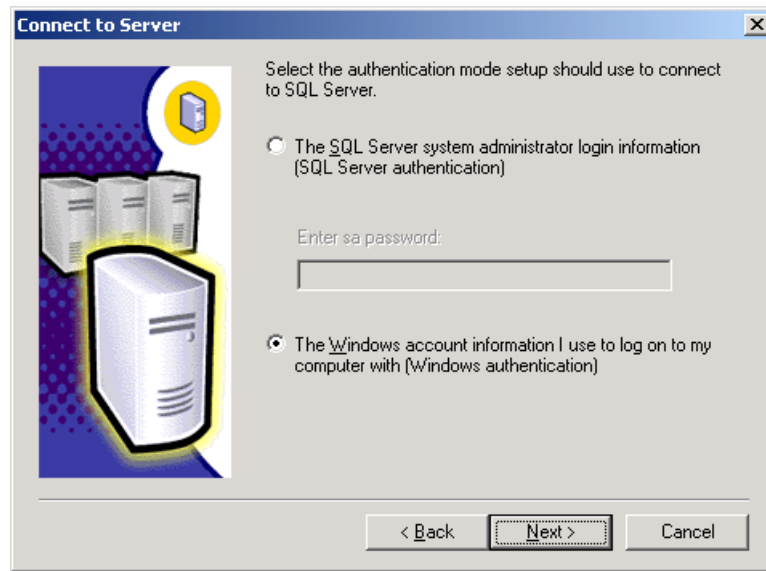 Connect to Server
Select the authentication mode setup should use to connect
to SQL Server.
The SQL Server system administrator login information
(SQL Server authentication)
Enter sa password:
The Windows account information I use to log on to my
computer with (Windows authentication)
< Back
Next >
Cancel